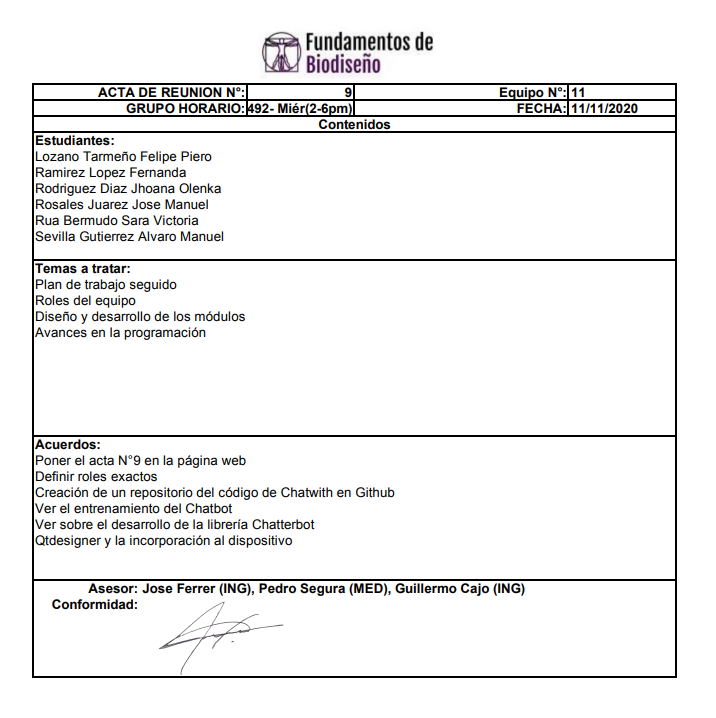 Fundamentos de
Biodiseño
ACTA DE REUNION N°: 9 Equipo N°: 11
GRUPO HORARIO: 492- Miér(2-6pm) FECHA: 11/11/2020
Contenidos
Estudiantes:
Lozano Tarmeño Felipe Piero
Ramirez Lopez Fernanda
Rodriguez Diaz Jhoana Olenka
Rosales Juarez Jose Manuel
Rua Bermudo Sara Victoria
Sevilla Gutierrez Alvaro Manuel
Temas a tratar:
Plan de trabajo seguido
Roles del equipo
Diseño y desarrollo de los módulos
Avances en la programación
Acuerdos:
Poner el acta N°9 en la página web
Definir roles exactos
Creación de un repositorio del código de Chatwith en Github
Ver el entrenamiento del Chatbot
Ver sobre el desarrollo de la librería Chatterbot
Qtdesigner y la incorporación al dispositivo
Asesor: Jose Ferrer (ING), Pedro Segura (MED), Guillermo Cajo (ING)
Conformidad: